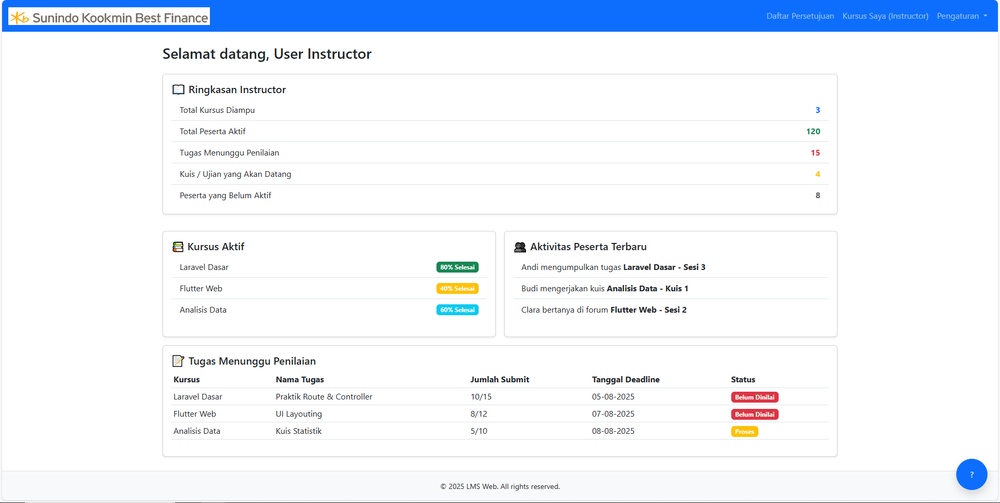 Sunindo Kookmin Best Finance
Daftar Persetujuan Kursus Saya (Instructor) Pengaturan
Selamat datang, User Instructor
Ringkasan Instructor
Total Kursus Diampu 3
Total Peserta Aktif 120
Tugas Menunggu Penilaian 15
Kuis / Ujian yang Akan Datang 4
Peserta yang Belum Aktif 8
Kursus Aktif
Laravel Dasar 80% Selesai
Flutter Web 40% Selesai
Analisis Data 60% Selesai
Aktivitas Peserta Terbaru
Andi mengumpulkan tugas Laravel Dasar - Sesi 3
Budi mengerjakan kuis Analisis Data - Kuis 1
Clara bertanya di forum Flutter Web - Sesi 2
Tugas Menunggu Penilaian
Kursus Nama Tugas Jumlah Submit Tanggal Deadline Status
Laravel Dasar Praktik Route & Controller 10/15 05-08-2025 Belum Dinilai
Flutter Web UI Layouting 8/12 07-08-2025 Belum Dinilai
Analisis Data Kuis Statistik 5/10 08-08-2025 Proses
?
© 2025 LMS Web. All rights reserved.